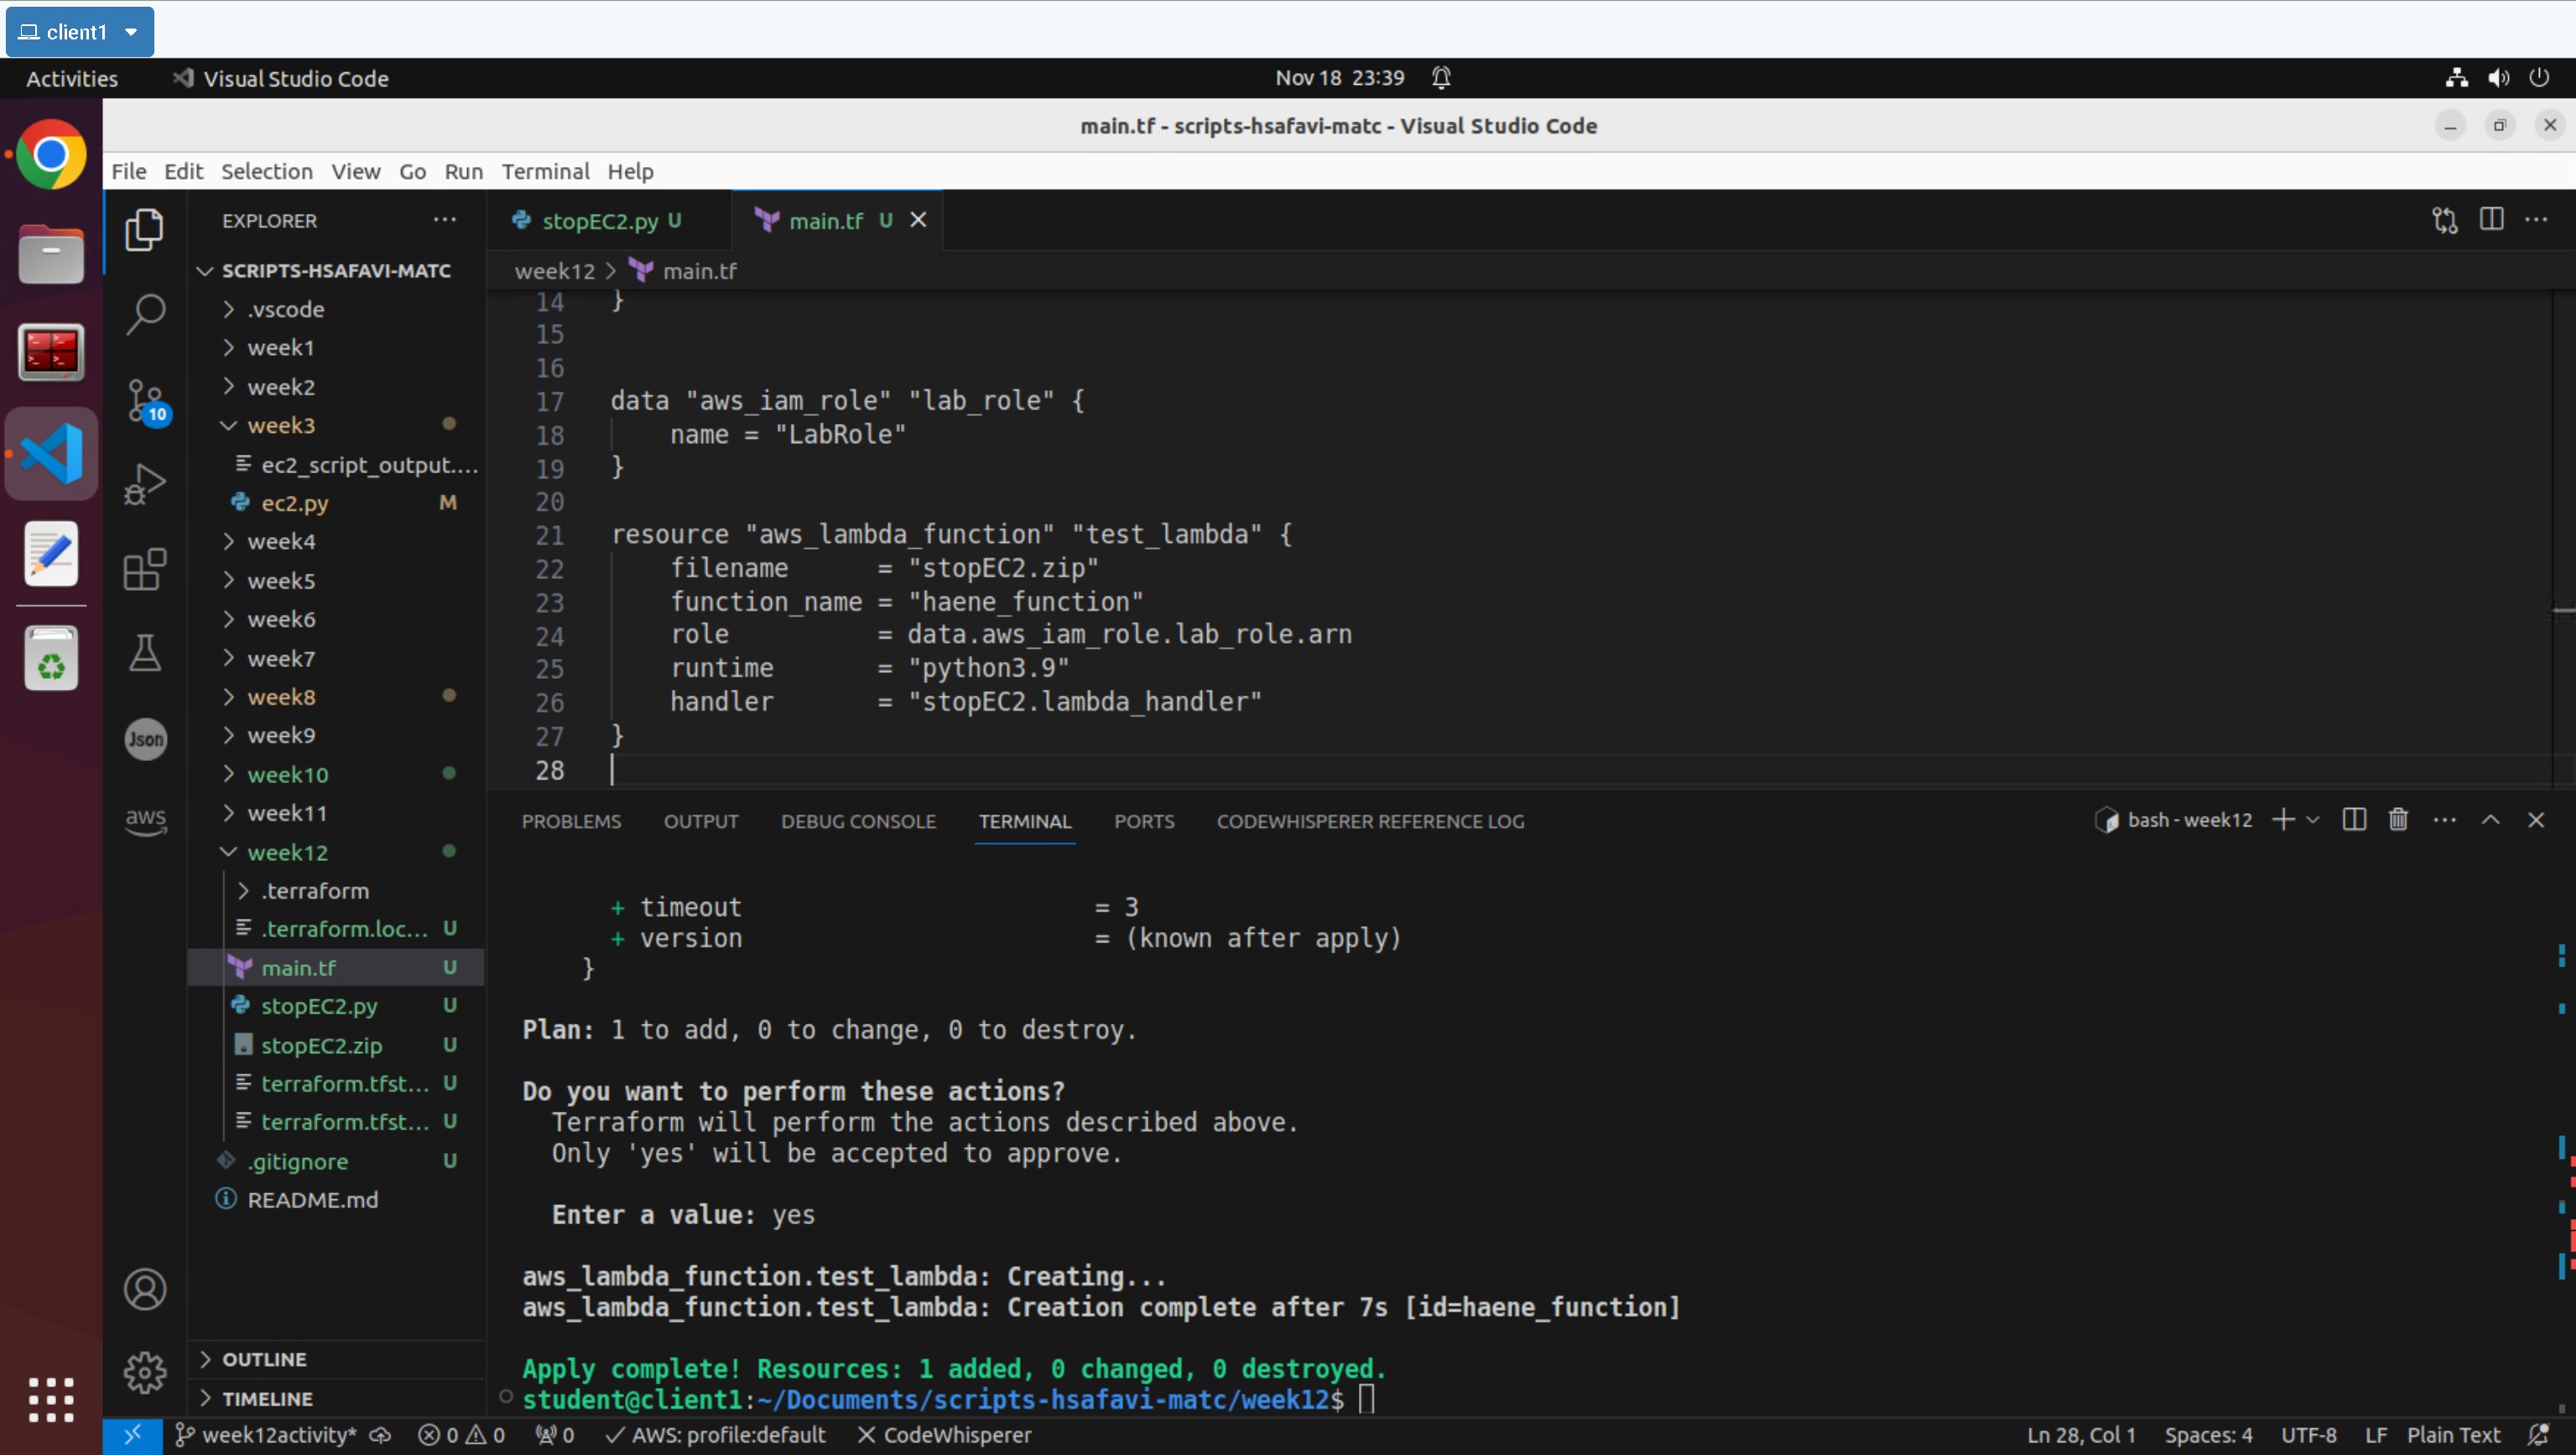 client1
Activities
Visual Studio Code
Nov 18 23:39
main.tf - scripts-hsafavi-matc - Visual Studio Code
File Edit Selection View Go Run Terminal Help
EXPLORER
SCRIPTS-HSAFAVI-MATC
.vscode
week1
week2
week3
ec2_script_output....
ec2.py M
week4
week5
week6
week7
week8
week9
week10
week11
week12
.terraform
.terraform.loc... U
main.tf U
stopEC2.py U
stopEC2.zip U
terraform.tfst... U
terraform.tfst... U
.gitignore U
README.md
OUTLINE
TIMELINE
10
Json
aws
stopEC2.py U
main.tf U
week12 > main.tf
14 }
15
16
17 data "aws_iam_role" "lab_role" {
18 name = "LabRole"
19 }
20
21 resource "aws_lambda_function" "test_lambda" {
22 filename = "stopEC2.zip"
23 function_name = "haene_function"
24 role = data.aws_iam_role.lab_role.arn
25 runtime = "python3.9"
26 handler = "stopEC2.lambda_handler"
27 }
28
PROBLEMS OUTPUT DEBUG CONSOLE TERMINAL PORTS CODEWHISPERER REFERENCE LOG
bash - week12
+ timeout = 3
+ version = (known after apply)
}
Plan: 1 to add, 0 to change, 0 to destroy.
Do you want to perform these actions?
Terraform will perform the actions described above.
Only 'yes' will be accepted to approve.
Enter a value: yes
aws_lambda_function.test_lambda: Creating...
aws_lambda_function.test_lambda: Creation complete after 7s [id=haene_function]
Apply complete! Resources: 1 added, 0 changed, 0 destroyed.
student@client1:~/Documents/scripts-hsafavi-matc/week12$
week12activity* 0 0 0 AWS: profile:default CodeWhisperer
Ln 28, Col 1 Spaces: 4 UTF-8 LF Plain Text